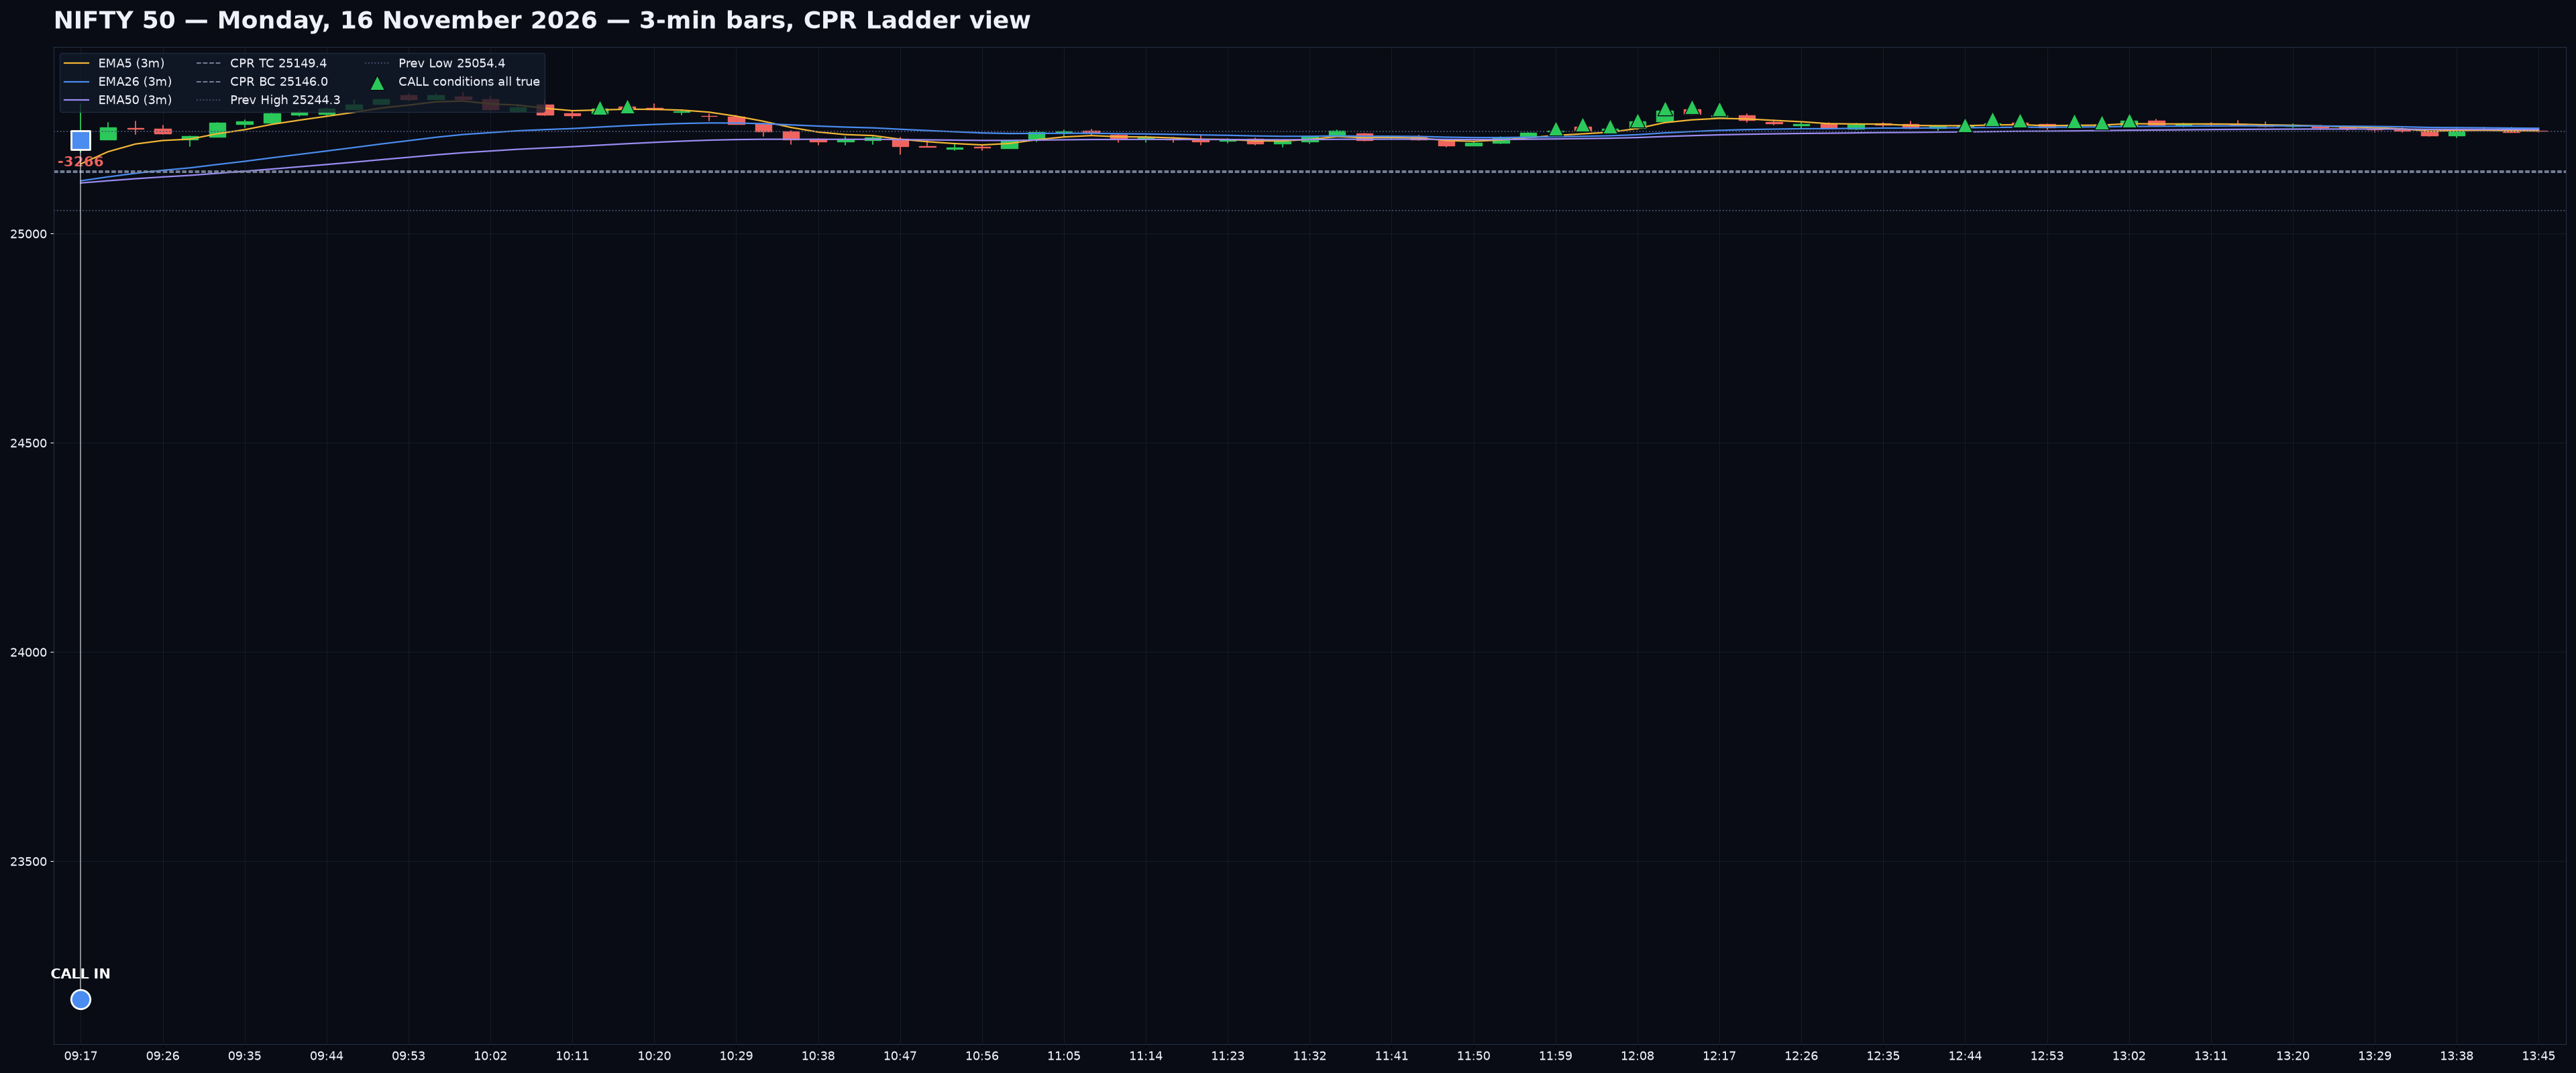 NIFTY 50 — Monday, 16 November 2026 — 3-min bars, CPR Ladder view
EMA5 (3m)
EMA26 (3m)
EMA50 (3m)
CPR TC 25149.4
CPR BC 25146.0
Prev High 25244.3
Prev Low 25054.4
CALL conditions all true
-3266
25000
24500
24000
23500
CALL IN
09:17 09:26 09:35 09:44 09:53 10:02 10:11 10:20 10:29 10:38 10:47 10:56 11:05 11:14 11:23 11:32 11:41 11:50 11:59 12:08 12:17 12:26 12:35 12:44 12:53 13:02 13:11 13:20 13:29 13:38 13:45